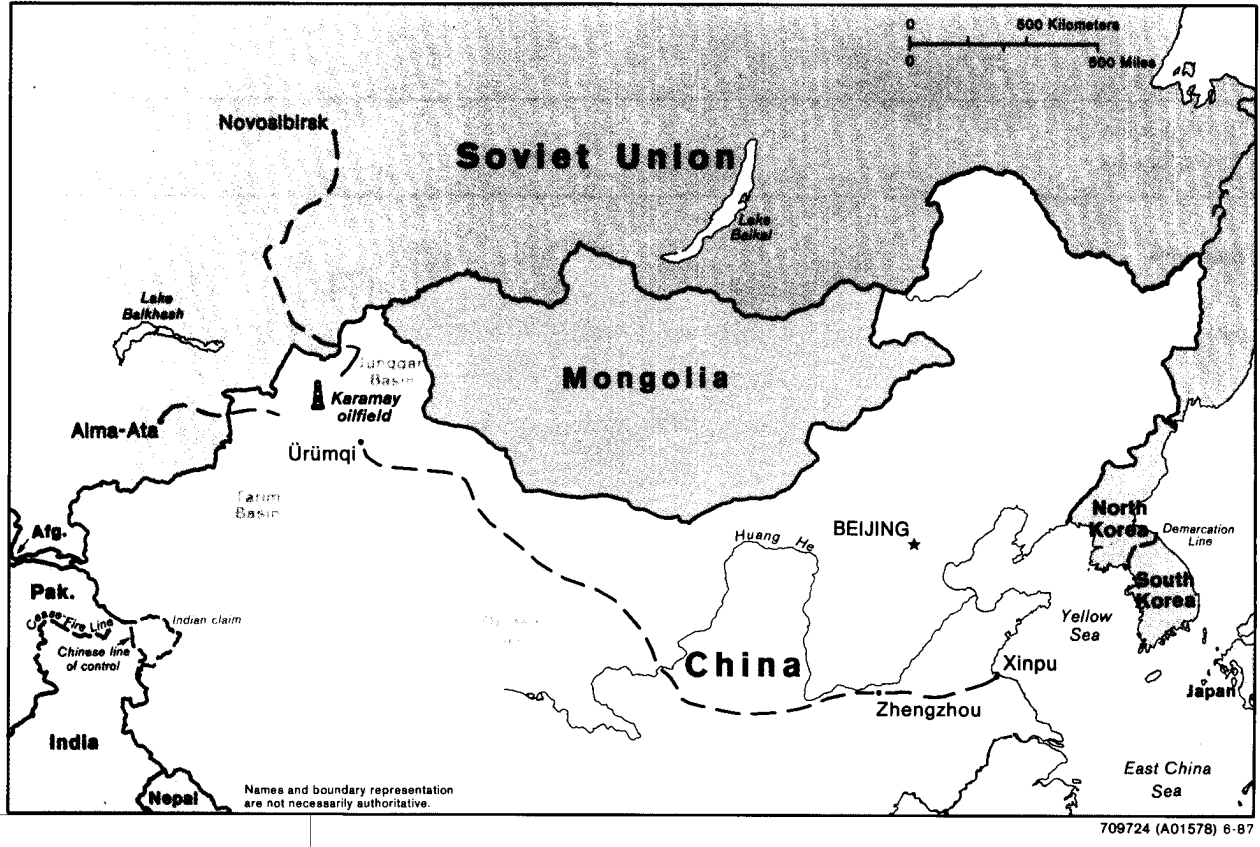 0 500 Kilometers
0 500 Miles
Novosibirsk
Soviet Union
Lake
Baikal
Lake
Balkhash
Mongolia
Junggar
Basin
Karamay
oilfield
Alma-Ata
Ürümqi
Tarim
Basin
BEIJING
North
Korea
Demarcation
Line
Afg.
Huang He
South
Korea
Pak.
Cease-Fire Line
Indian claim
Yellow
Sea
Chinese line
of control
China
Xinpu
Japan
Zhengzhou
India
East China
Sea
Nepal
Names and boundary representation
are not necessarily authoritative.
709724 (A01578) 6-87